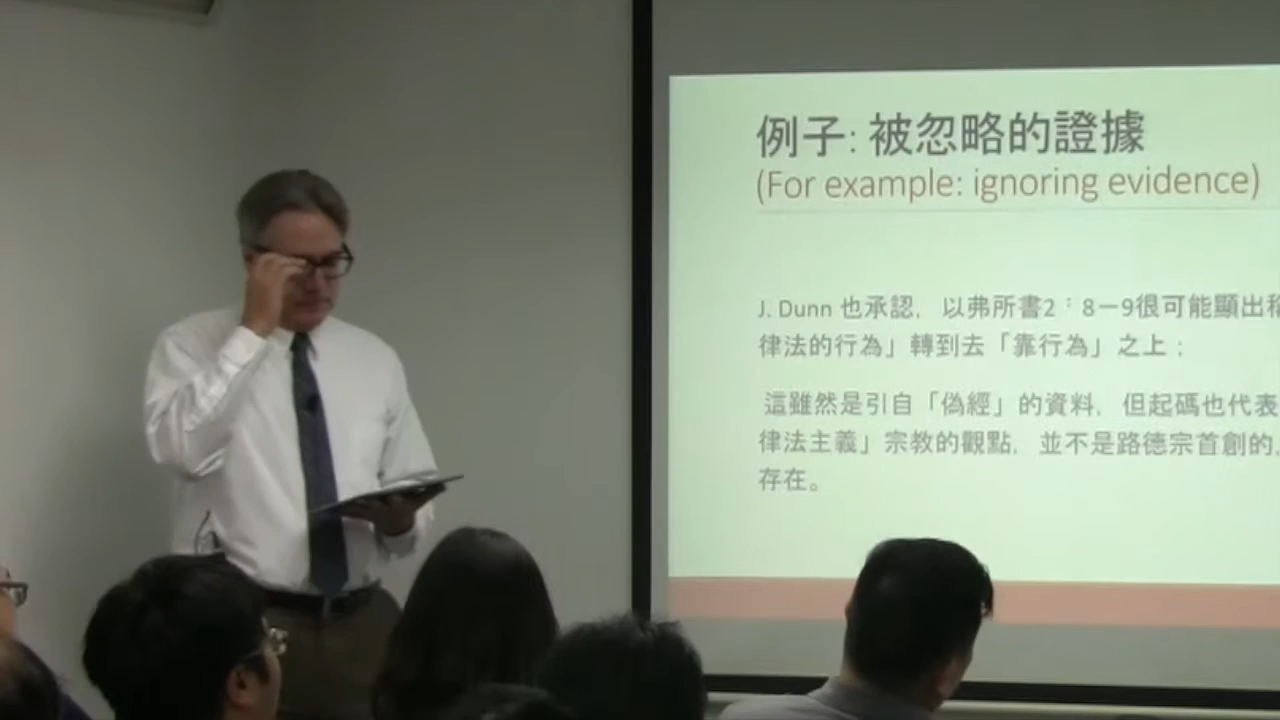 例子: 被忽略的證據
(For example: ignoring evidence)
J. Dunn 也承認，以弗所書2：8－9很可能顯出
律法的行為」轉到去「靠行為」之上；
這雖然是引自「偽經」的資料，但起碼也代表
律法主義」宗教的觀點，並不是路德宗首創的，
存在。